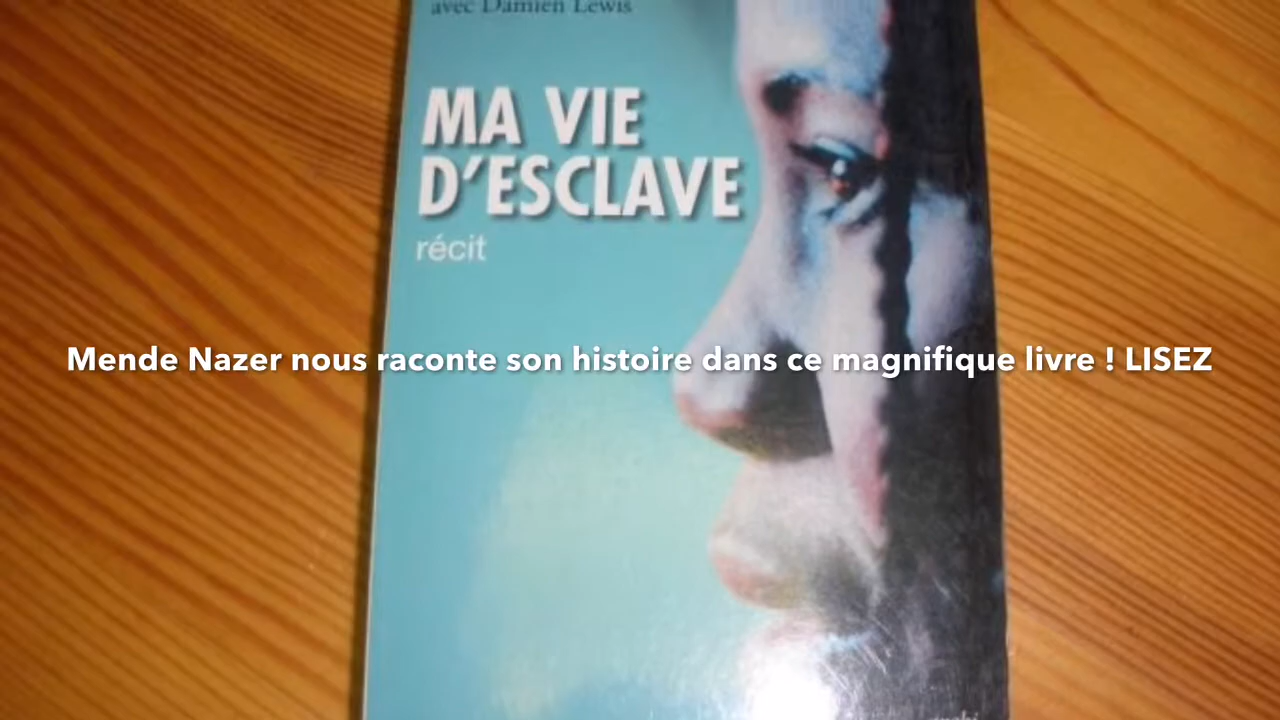 avec Damien Lewis
MA VIE
D'ESCLAVE
récit
Mende Nazer nous raconte son histoire dans ce magnifique livre ! LISEZ